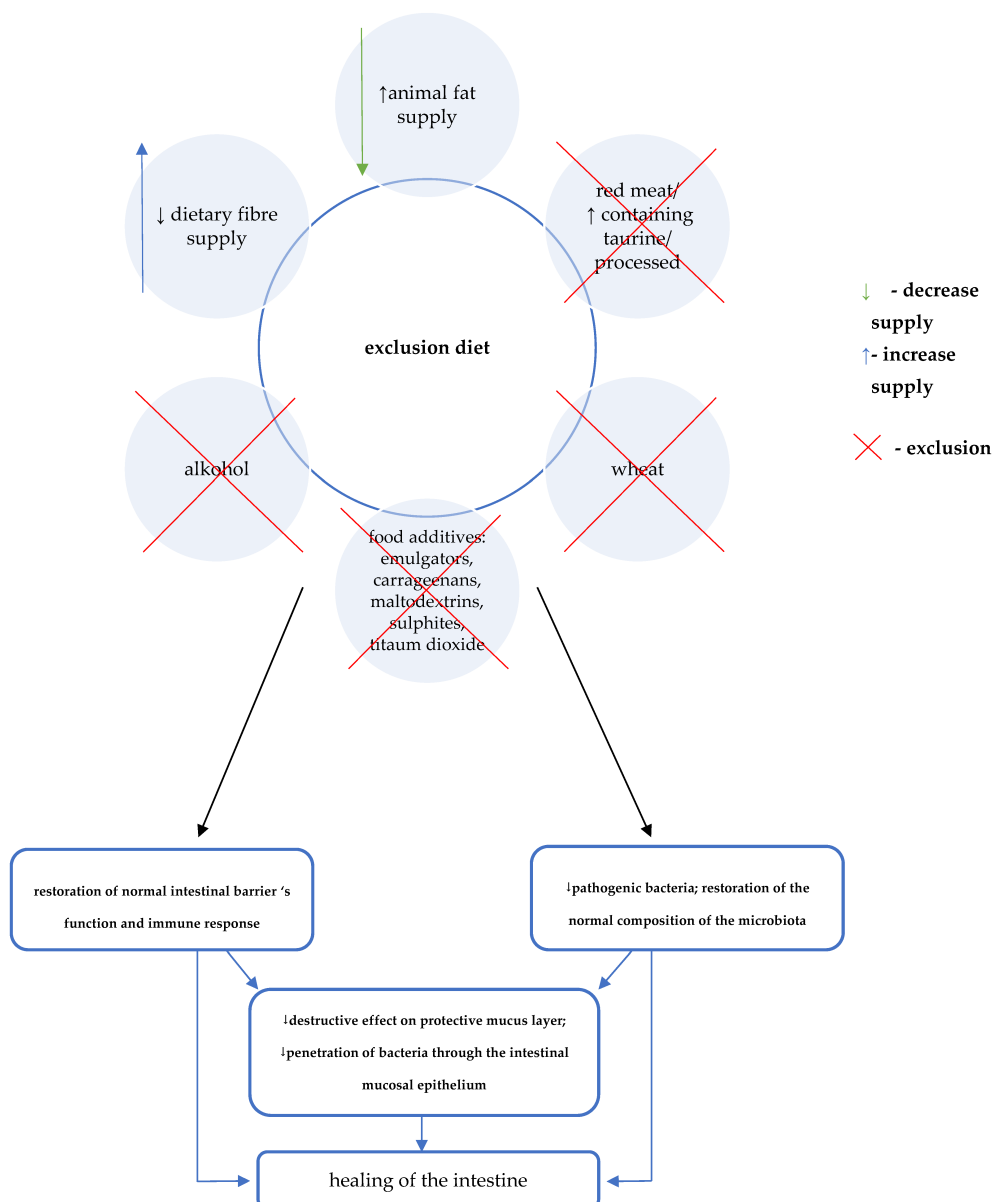 ↑animal fat
supply
↓ dietary fibre
supply
red meat/
↑ containing
taurine/
processed
exclusion diet
alkohol
wheat
food additives:
emulgators,
carrageenans,
maltodextrins,
sulphites,
titaum dioxide
↓ - decrease
supply
↑- increase
supply
- exclusion
restoration of normal intestinal barrier ‘s
function and immune response
↓pathogenic bacteria; restoration of the
normal composition of the microbiota
↓destructive effect on protective mucus layer;
↓penetration of bacteria through the intestinal
mucosal epithelium
healing of the intestine